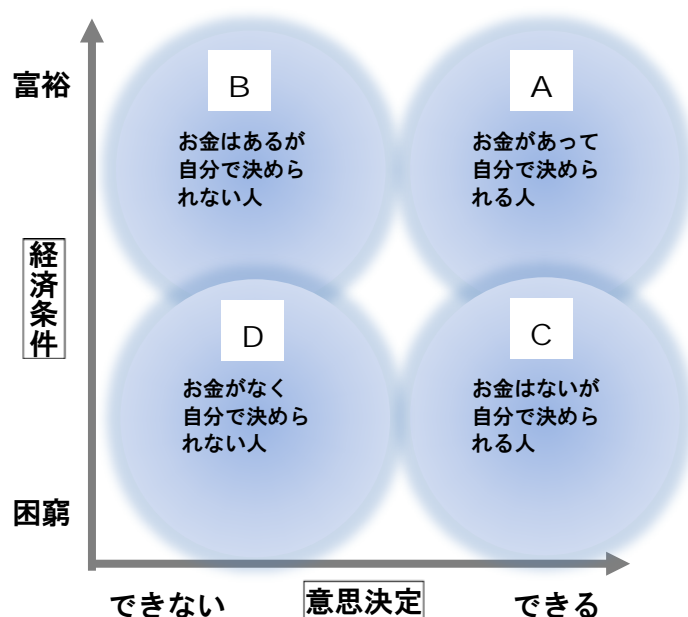 富裕
B
お金はあるが
自分で決めら
れない人
A
お金があって
自分で決めら
れる人
経済条件
D
お金がなく
自分で決めら
れない人
C
お金はないが
自分で決めら
れる人
困窮
できない
意思決定
できる